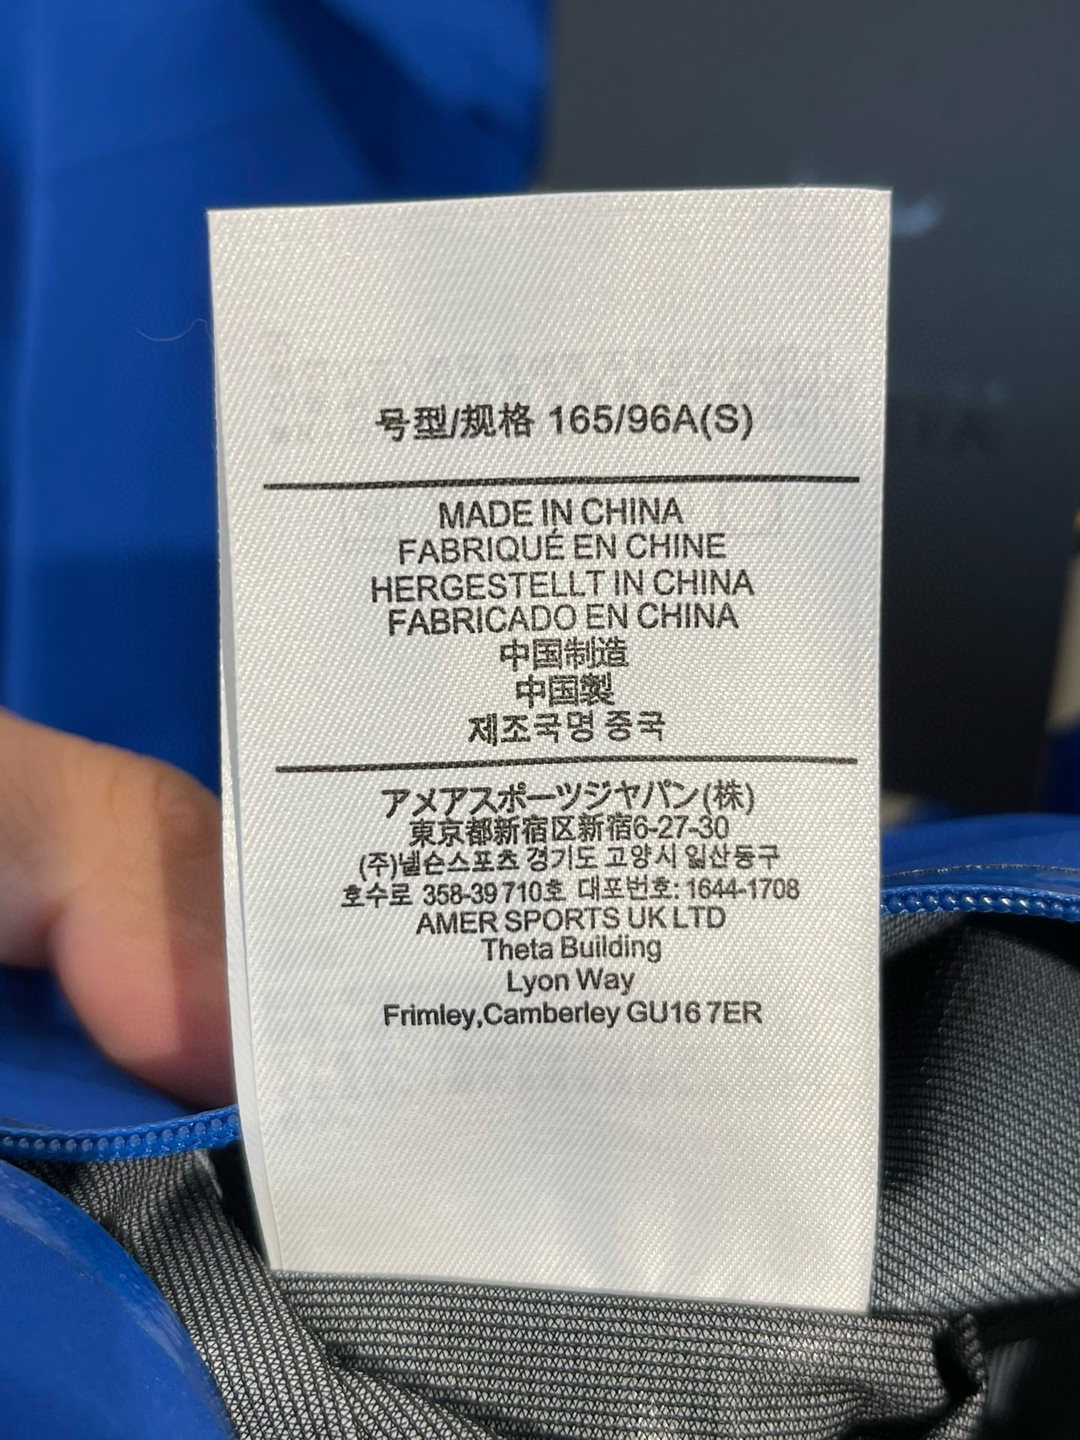 号型/规格 165/96A(S)
MADE IN CHINA
FABRIQUÉ EN CHINE
HERGESTELLT IN CHINA
FABRICADO EN CHINA
中国制造
中国製
제조국명 중국
アメアスポーツジャパン(株)
東京都新宿区新宿6-27-30
(주)넬슨스포츠 경기도 고양시 일산동구
호수로 358-39 710호 대포번호: 1644-1708
AMER SPORTS UK LTD
Theta Building
Lyon Way
Frimley,Camberley GU16 7ER